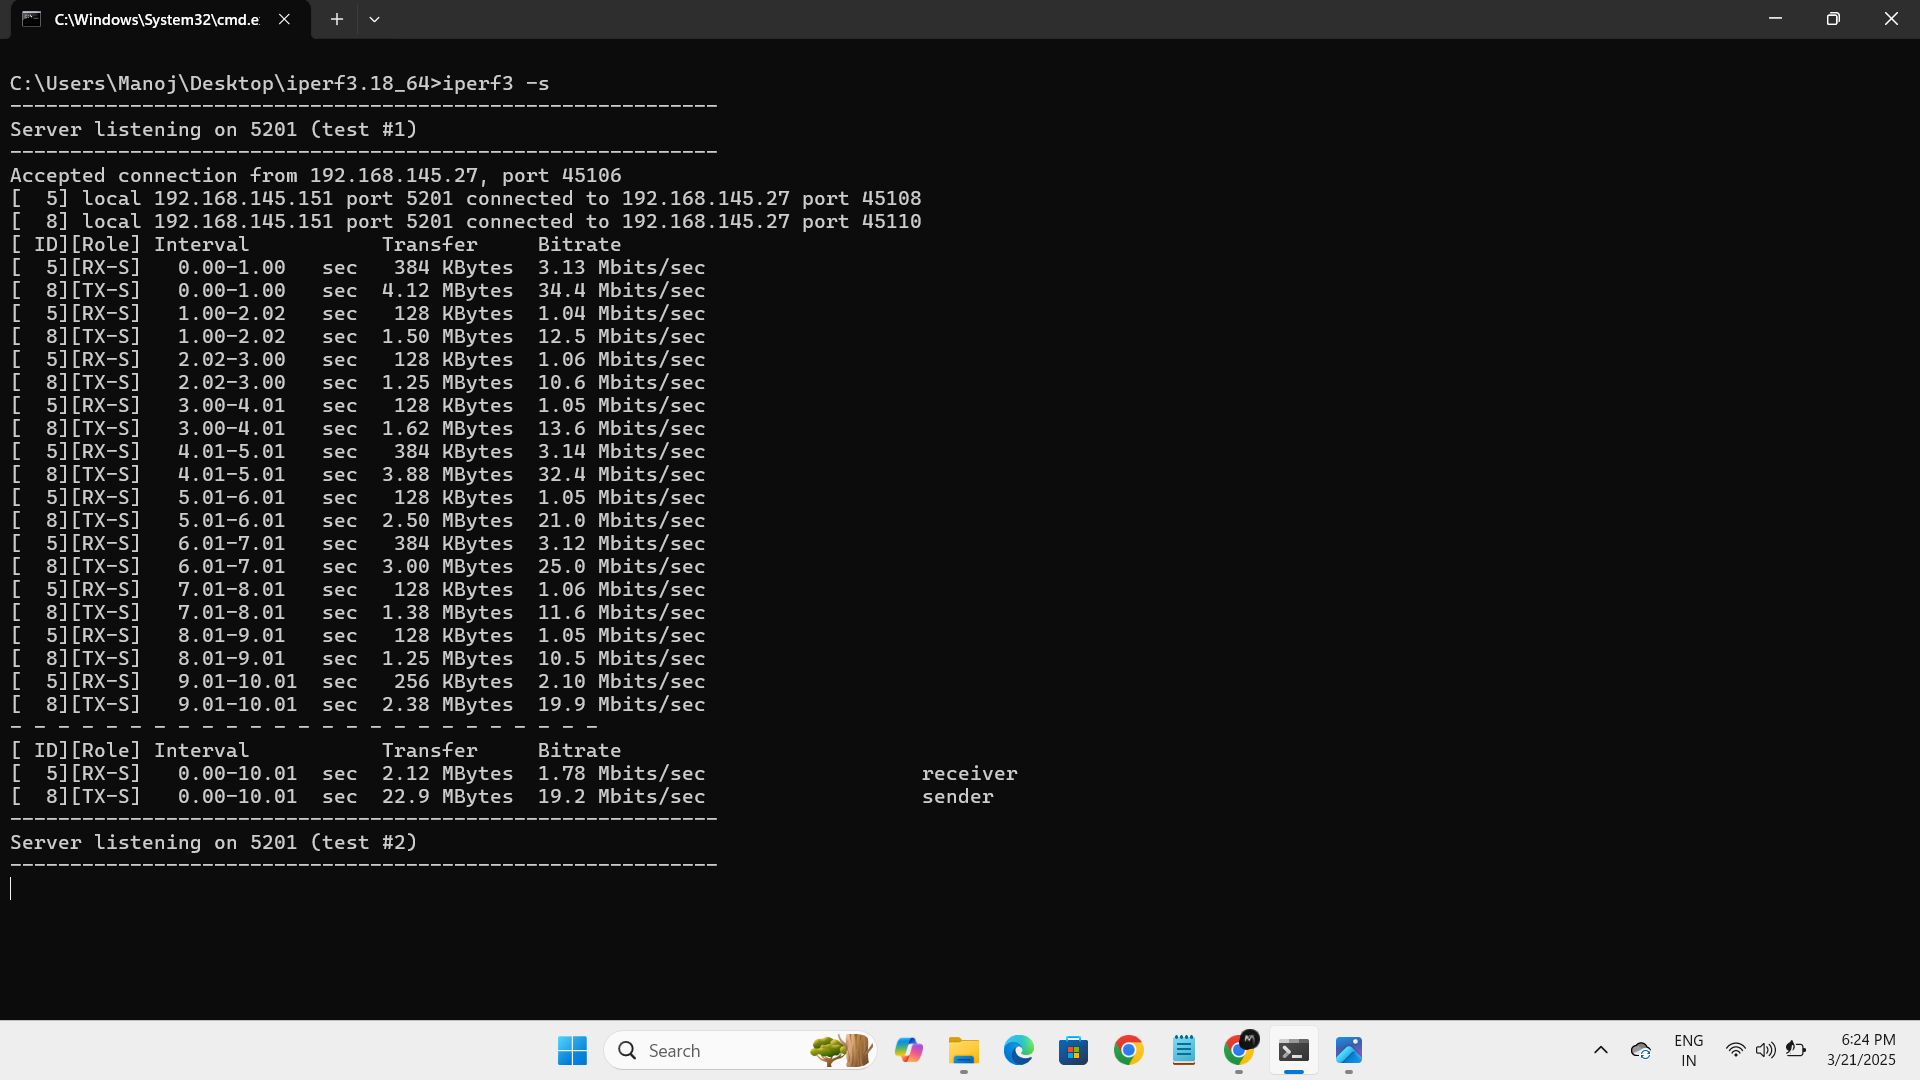 C:\Windows\System32\cmd.e
C:\Users\Manoj\Desktop\iperf3.18_64>iperf3 -s
-----------------------------------------------------------
Server listening on 5201 (test #1)
-----------------------------------------------------------
Accepted connection from 192.168.145.27, port 45106
[  5] local 192.168.145.151 port 5201 connected to 192.168.145.27 port 45108
[  8] local 192.168.145.151 port 5201 connected to 192.168.145.27 port 45110
[ ID][Role] Interval           Transfer     Bitrate
[  5][RX-S]   0.00-1.00   sec   384 KBytes  3.13 Mbits/sec
[  8][TX-S]   0.00-1.00   sec  4.12 MBytes  34.4 Mbits/sec
[  5][RX-S]   1.00-2.02   sec   128 KBytes  1.04 Mbits/sec
[  8][TX-S]   1.00-2.02   sec  1.50 MBytes  12.5 Mbits/sec
[  5][RX-S]   2.02-3.00   sec   128 KBytes  1.06 Mbits/sec
[  8][TX-S]   2.02-3.00   sec  1.25 MBytes  10.6 Mbits/sec
[  5][RX-S]   3.00-4.01   sec   128 KBytes  1.05 Mbits/sec
[  8][TX-S]   3.00-4.01   sec  1.62 MBytes  13.6 Mbits/sec
[  5][RX-S]   4.01-5.01   sec   384 KBytes  3.14 Mbits/sec
[  8][TX-S]   4.01-5.01   sec  3.88 MBytes  32.4 Mbits/sec
[  5][RX-S]   5.01-6.01   sec   128 KBytes  1.05 Mbits/sec
[  8][TX-S]   5.01-6.01   sec  2.50 MBytes  21.0 Mbits/sec
[  5][RX-S]   6.01-7.01   sec   384 KBytes  3.12 Mbits/sec
[  8][TX-S]   6.01-7.01   sec  3.00 MBytes  25.0 Mbits/sec
[  5][RX-S]   7.01-8.01   sec   128 KBytes  1.06 Mbits/sec
[  8][TX-S]   7.01-8.01   sec  1.38 MBytes  11.6 Mbits/sec
[  5][RX-S]   8.01-9.01   sec   128 KBytes  1.05 Mbits/sec
[  8][TX-S]   8.01-9.01   sec  1.25 MBytes  10.5 Mbits/sec
[  5][RX-S]   9.01-10.01  sec   256 KBytes  2.10 Mbits/sec
[  8][TX-S]   9.01-10.01  sec  2.38 MBytes  19.9 Mbits/sec
- - - - - - - - - - - - - - - - - - - - - - - - -
[ ID][Role] Interval           Transfer     Bitrate
[  5][RX-S]   0.00-10.01  sec  2.12 MBytes  1.78 Mbits/sec                  receiver
[  8][TX-S]   0.00-10.01  sec  22.9 MBytes  19.2 Mbits/sec                  sender
-----------------------------------------------------------
Server listening on 5201 (test #2)
-----------------------------------------------------------
Search
M
ENG
IN
6:24 PM
3/21/2025